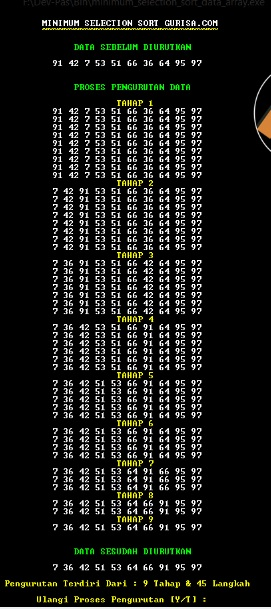 F:\Dev-Pas\bin\minimum_selection_sort_data_array.exe
MINIMUM SELECTION SORT GURISA.COM
DATA SEBELUM DIURUTKAN
91 42 7 53 51 66 36 64 95 97
PROSES PENGURUTAN DATA
TAHAP 1
91 42 7 53 51 66 36 64 95 97
91 42 7 53 51 66 36 64 95 97
91 42 7 53 51 66 36 64 95 97
91 42 7 53 51 66 36 64 95 97
91 42 7 53 51 66 36 64 95 97
91 42 7 53 51 66 36 64 95 97
91 42 7 53 51 66 36 64 95 97
91 42 7 53 51 66 36 64 95 97
91 42 7 53 51 66 36 64 95 97
TAHAP 2
7 42 91 53 51 66 36 64 95 97
7 42 91 53 51 66 36 64 95 97
7 42 91 53 51 66 36 64 95 97
7 42 91 53 51 66 36 64 95 97
7 42 91 53 51 66 36 64 95 97
7 42 91 53 51 66 36 64 95 97
7 42 91 53 51 66 36 64 95 97
7 42 91 53 51 66 36 64 95 97
TAHAP 3
7 36 91 53 51 66 42 64 95 97
7 36 91 53 51 66 42 64 95 97
7 36 91 53 51 66 42 64 95 97
7 36 91 53 51 66 42 64 95 97
7 36 91 53 51 66 42 64 95 97
7 36 91 53 51 66 42 64 95 97
7 36 91 53 51 66 42 64 95 97
TAHAP 4
7 36 42 53 51 66 91 64 95 97
7 36 42 53 51 66 91 64 95 97
7 36 42 53 51 66 91 64 95 97
7 36 42 53 51 66 91 64 95 97
7 36 42 53 51 66 91 64 95 97
7 36 42 53 51 66 91 64 95 97
TAHAP 5
7 36 42 51 53 66 91 64 95 97
7 36 42 51 53 66 91 64 95 97
7 36 42 51 53 66 91 64 95 97
7 36 42 51 53 66 91 64 95 97
7 36 42 51 53 66 91 64 95 97
TAHAP 6
7 36 42 51 53 66 91 64 95 97
7 36 42 51 53 66 91 64 95 97
7 36 42 51 53 66 91 64 95 97
7 36 42 51 53 66 91 64 95 97
TAHAP 7
7 36 42 51 53 64 91 66 95 97
7 36 42 51 53 64 91 66 95 97
7 36 42 51 53 64 91 66 95 97
TAHAP 8
7 36 42 51 53 64 66 91 95 97
7 36 42 51 53 64 66 91 95 97
TAHAP 9
7 36 42 51 53 64 66 91 95 97
DATA SESUDAH DIURUTKAN
7 36 42 51 53 64 66 91 95 97
Pengurutan Terdiri Dari : 9 Tahap & 45 Langkah
Ulangi Proses Pengurutan [Y/T] :